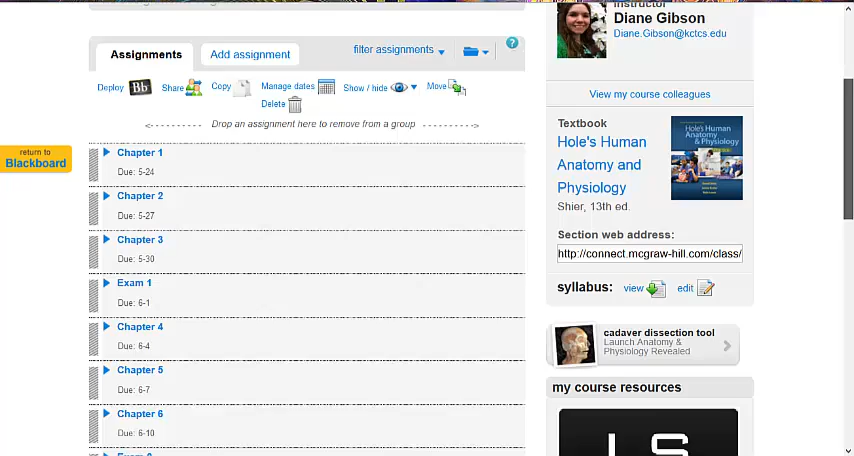 Instructor
Diane Gibson
Diane.Gibson@kctcs.edu
Assignments
Add assignment
filter assignments
?
Deploy
Bb
Share
Copy
Manage dates
Show / hide
Move
Delete
<---------- Drop an assignment here to remove from a group ---------->
return to
Blackboard
Chapter 1
Due: 5-24
Chapter 2
Due: 5-27
Chapter 3
Due: 5-30
Exam 1
Due: 6-1
Chapter 4
Due: 6-4
Chapter 5
Due: 6-7
Chapter 6
Due: 6-10
View my course colleagues
Textbook
Hole's Human
Anatomy and
Physiology
Shier, 13th ed.
Hole's Human
Anatomy
& Physiology
Section web address:
http://connect.mcgraw-hill.com/class/
syllabus:
view
edit
cadaver dissection tool
Launch Anatomy &
Physiology Revealed
my course resources
LS